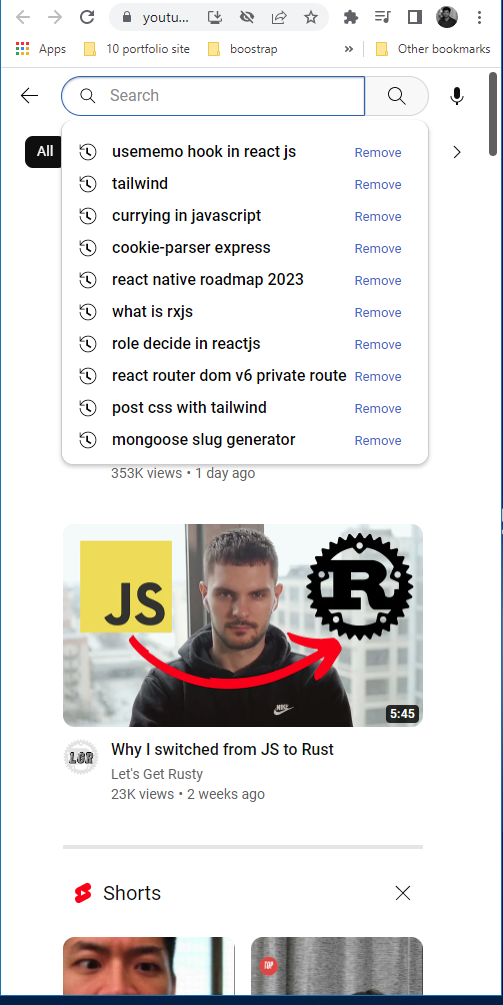 youtu...
Apps
10 portfolio site
boostrap
»
Other bookmarks
Search
All
usememo hook in react js Remove
tailwind Remove
currying in javascript Remove
cookie-parser express Remove
react native roadmap 2023 Remove
what is rxjs Remove
role decide in reactjs Remove
react router dom v6 private route Remove
post css with tailwind Remove
mongoose slug generator Remove
353K views • 1 day ago
JS
R
NIKE
5:45
LGR
Why I switched from JS to Rust
Let's Get Rusty
23K views • 2 weeks ago
Shorts
TOP